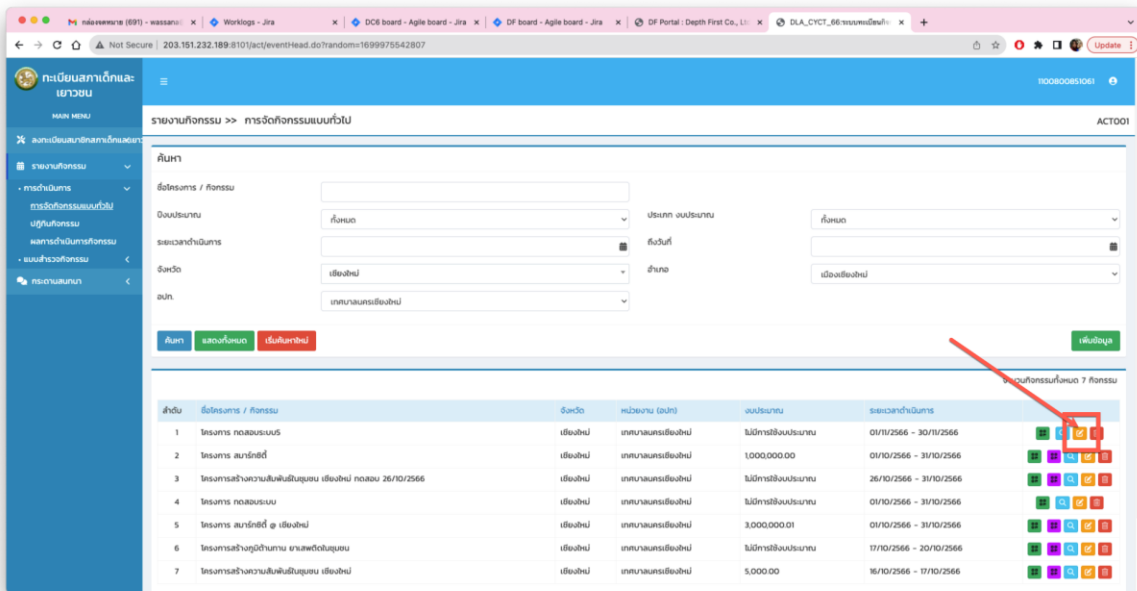 กล่องจดหมาย (691) - wassanad
Worklogs - Jira
DC6 board - Agile board - Jira
DF board - Agile board - Jira
DF Portal : Depth First Co., Lt
DLA_CYCT_66:ระบบทะเบียน
Not Secure
203.151.232.189:8101/act/eventHead.do?random=1699975542807
Update
ทะเบียนสภาเด็กและ
เยาวชน
1100800851061
MAIN MENU
รายงานกิจกรรม >> การจัดกิจกรรมแบบทั่วไป
ACT001
ลงทะเบียนสมาชิกสภาเด็กและเยาว
รายงานกิจกรรม
ค้นหา
• การดำเนินการ
การจัดกิจกรรมแบบทั่วไป
ปฏิทินกิจกรรม
ผลการดำเนินการกิจกรรม
• แบบสำรวจกิจกรรม
กระดานสนทนา
ชื่อโครงการ / กิจกรรม
ปีงบประมาณ
ทั้งหมด
ประเภท งบประมาณ
ทั้งหมด
ระยะเวลาดำเนินการ
ถึงวันที่
จังหวัด
เชียงใหม่
อำเภอ
เมืองเชียงใหม่
อปท.
เทศบาลนครเชียงใหม่
ค้นหา
แสดงทั้งหมด
เริ่มค้นหาใหม่
เพิ่มข้อมูล
จำนวนกิจกรรมทั้งหมด 7 กิจกรรม
ลำดับ ชื่อโครงการ / กิจกรรม จังหวัด หน่วยงาน (อปท) งบประมาณ ระยะเวลาดำเนินการ
1 โครงการ ทดสอบระบบ5 เชียงใหม่ เทศบาลนครเชียงใหม่ ไม่มีการใช้งบประมาณ 01/11/2566 - 30/11/2566
2 โครงการ สมาร์กซิตี้ เชียงใหม่ เทศบาลนครเชียงใหม่ 1,000,000.00 01/10/2566 - 31/10/2566
3 โครงการสร้างความสัมพันธ์ในชุมชน เชียงใหม่ ทดสอบ 26/10/2566 เชียงใหม่ เทศบาลนครเชียงใหม่ ไม่มีการใช้งบประมาณ 26/10/2566 - 31/10/2566
4 โครงการ ทดสอบระบบ เชียงใหม่ เทศบาลนครเชียงใหม่ ไม่มีการใช้งบประมาณ 01/10/2566 - 31/10/2566
5 โครงการ สมาร์กซิตี้ @ เชียงใหม่ เชียงใหม่ เทศบาลนครเชียงใหม่ 3,000,000.01 01/10/2566 - 31/10/2566
6 โครงการสร้างภูมิต้านทาน ยาเสพติดในชุมชน เชียงใหม่ เทศบาลนครเชียงใหม่ ไม่มีการใช้งบประมาณ 17/10/2566 - 20/10/2566
7 โครงการสร้างความสัมพันธ์ในชุมชน เชียงใหม่ เชียงใหม่ เทศบาลนครเชียงใหม่ 5,000.00 16/10/2566 - 17/10/2566